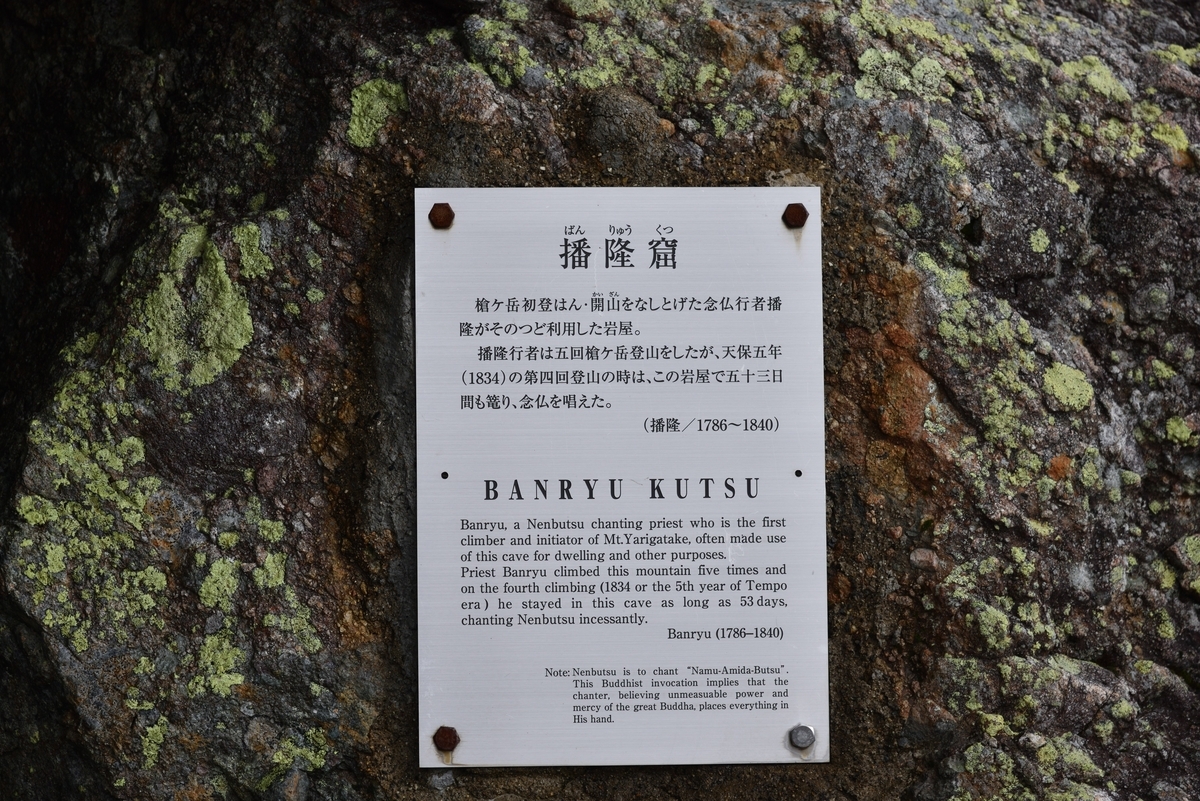 ばん りゅう くつ
播隆窟
かい ざん
槍ケ岳初登はん・開山をなしとげた念仏行者播
隆がそのつど利用した岩屋。
播隆行者は五回槍ケ岳登山をしたが、天保五年
(1834)の第四回登山の時は、この岩屋で五十三日
間も篭り、念仏を唱えた。
(播隆/1786～1840)
BANRYU KUTSU
Banryu, a Nenbutsu chanting priest who is the first
climber and initiator of Mt.Yarigatake, often made use
of this cave for dwelling and other purposes.
Priest Banryu climbed this mountain five times and
on the fourth climbing (1834 or the 5th year of Tempo
era) he stayed in this cave as long as 53 days,
chanting Nenbutsu incessantly.
Banryu (1786–1840)
Note: Nenbutsu is to chant "Namu-Amida-Butsu".
This Buddhist invocation implies that the
chanter, believing unmeasuable power and
mercy of the great Buddha, places everything in
His hand.